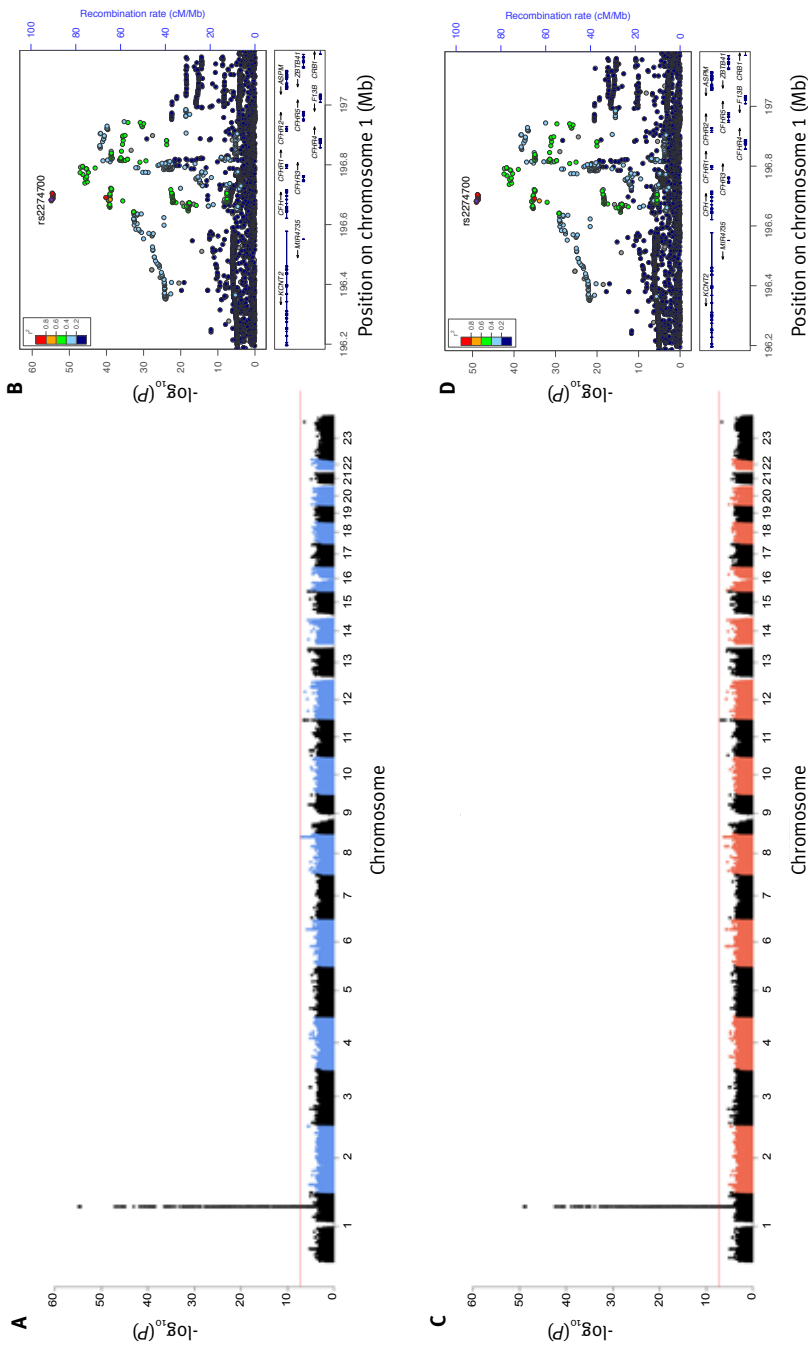 A
-log10(P)
60
50
40
30
20
10
0
1 2 3 4 5 6 7 8 9 10 11 12 13 14 15 16 17 18 19 20 21 22 23
Chromosome
B
-log10(P)
60
50
40
30
20
10
0
r²
0.8
0.6
0.4
0.2
rs2274700
Recombination rate (cM/Mb)
100
80
60
40
20
0
KCNT2 CFH CFHR1 CFHR2 ASPM
MIR4735 CFHR3 CFHR5 ZBTB41
CFHR4 F13B CRB1
196.2 196.4 196.6 196.8 197
Position on chromosome 1 (Mb)
C
-log10(P)
60
50
40
30
20
10
0
1 2 3 4 5 6 7 8 9 10 11 12 13 14 15 16 17 18 19 20 21 22 23
Chromosome
D
-log10(P)
50
40
30
20
10
0
r²
0.8
0.6
0.4
0.2
rs2274700
Recombination rate (cM/Mb)
100
80
60
40
20
0
KCNT2 CFH CFHR1 CFHR2 ASPM
MIR4735 CFHR3 CFHR5 ZBTB41
CFHR4 F13B CRB1
196.2 196.4 196.6 196.8 197
Position on chromosome 1 (Mb)